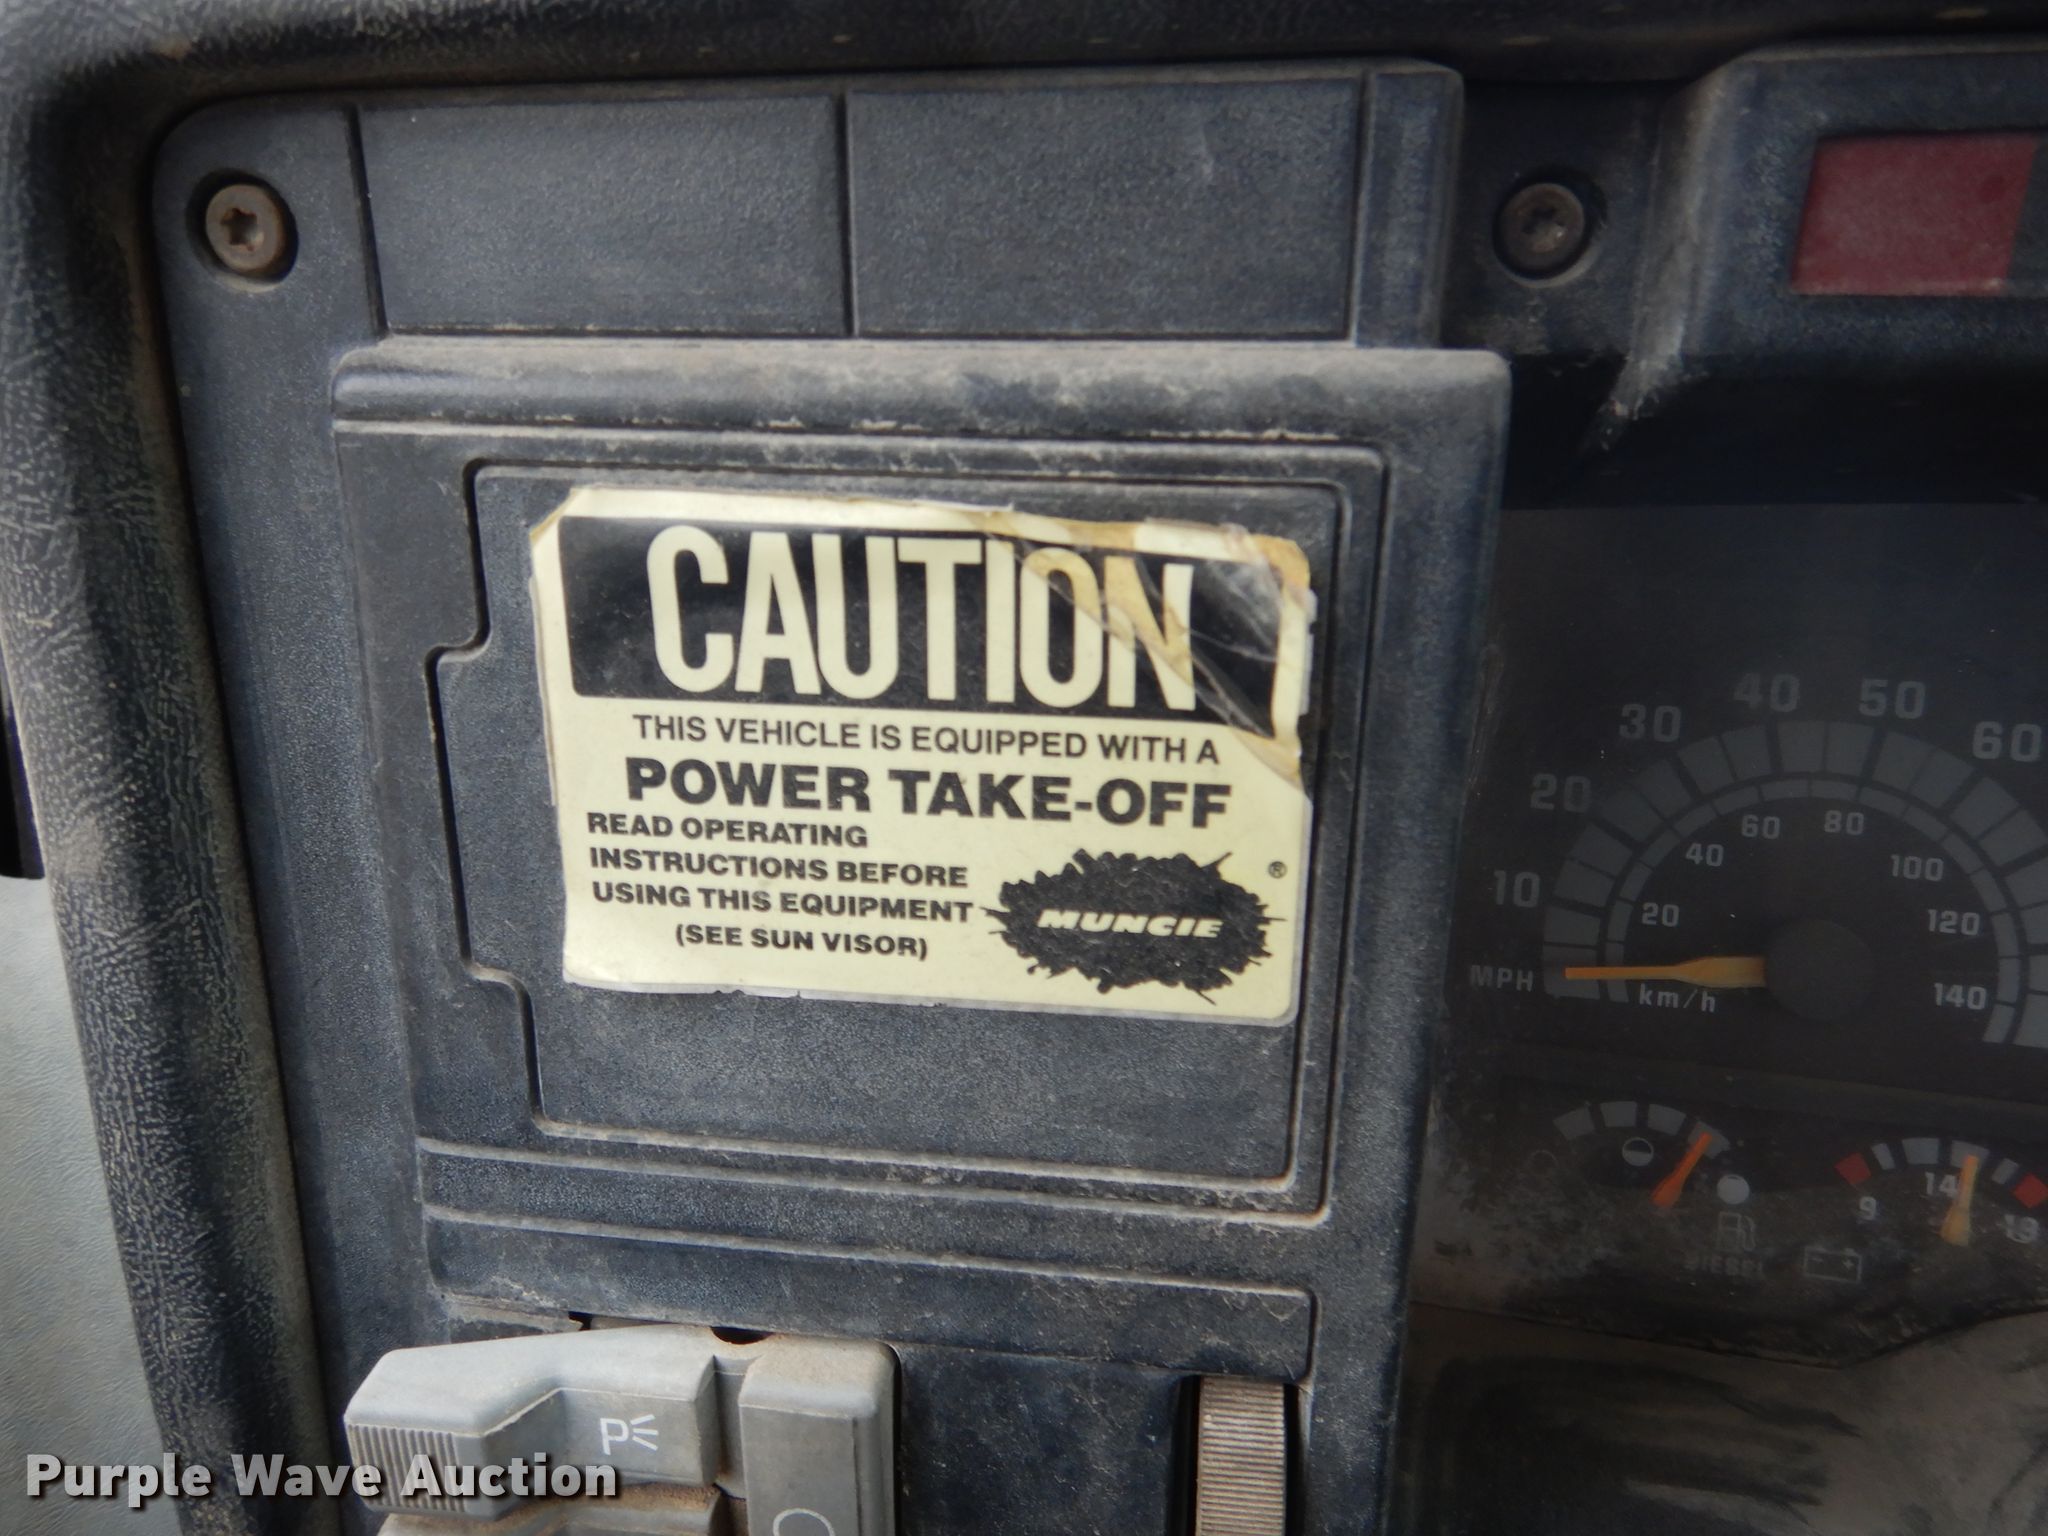 CAUTION
THIS VEHICLE IS EQUIPPED WITH A
POWER TAKE-OFF
READ OPERATING
INSTRUCTIONS BEFORE
USING THIS EQUIPMENT
(SEE SUN VISOR)
MUNCIE
®
10
20
30
40
50
60
MPH
20
40
60
80
100
120
140
km/h
DIESEL
9
14
P
Purple Wave Auction